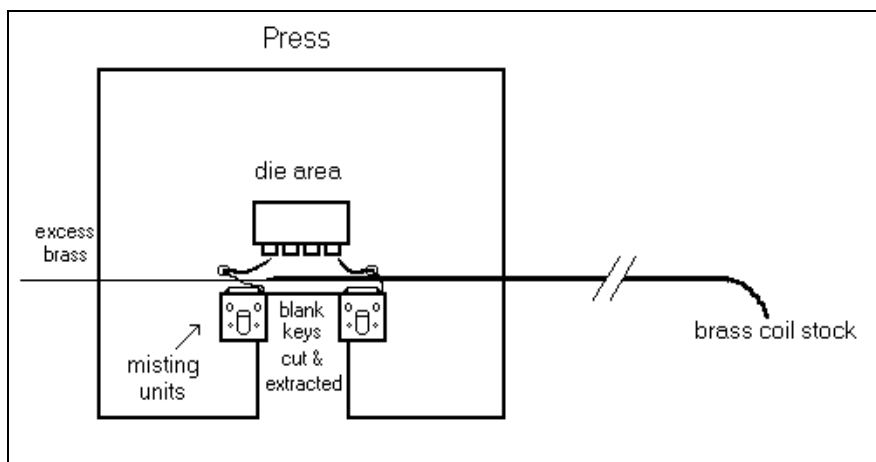 Press
die area
excess
brass
blank
keys
cut &
extracted
misting
units
brass coil stock